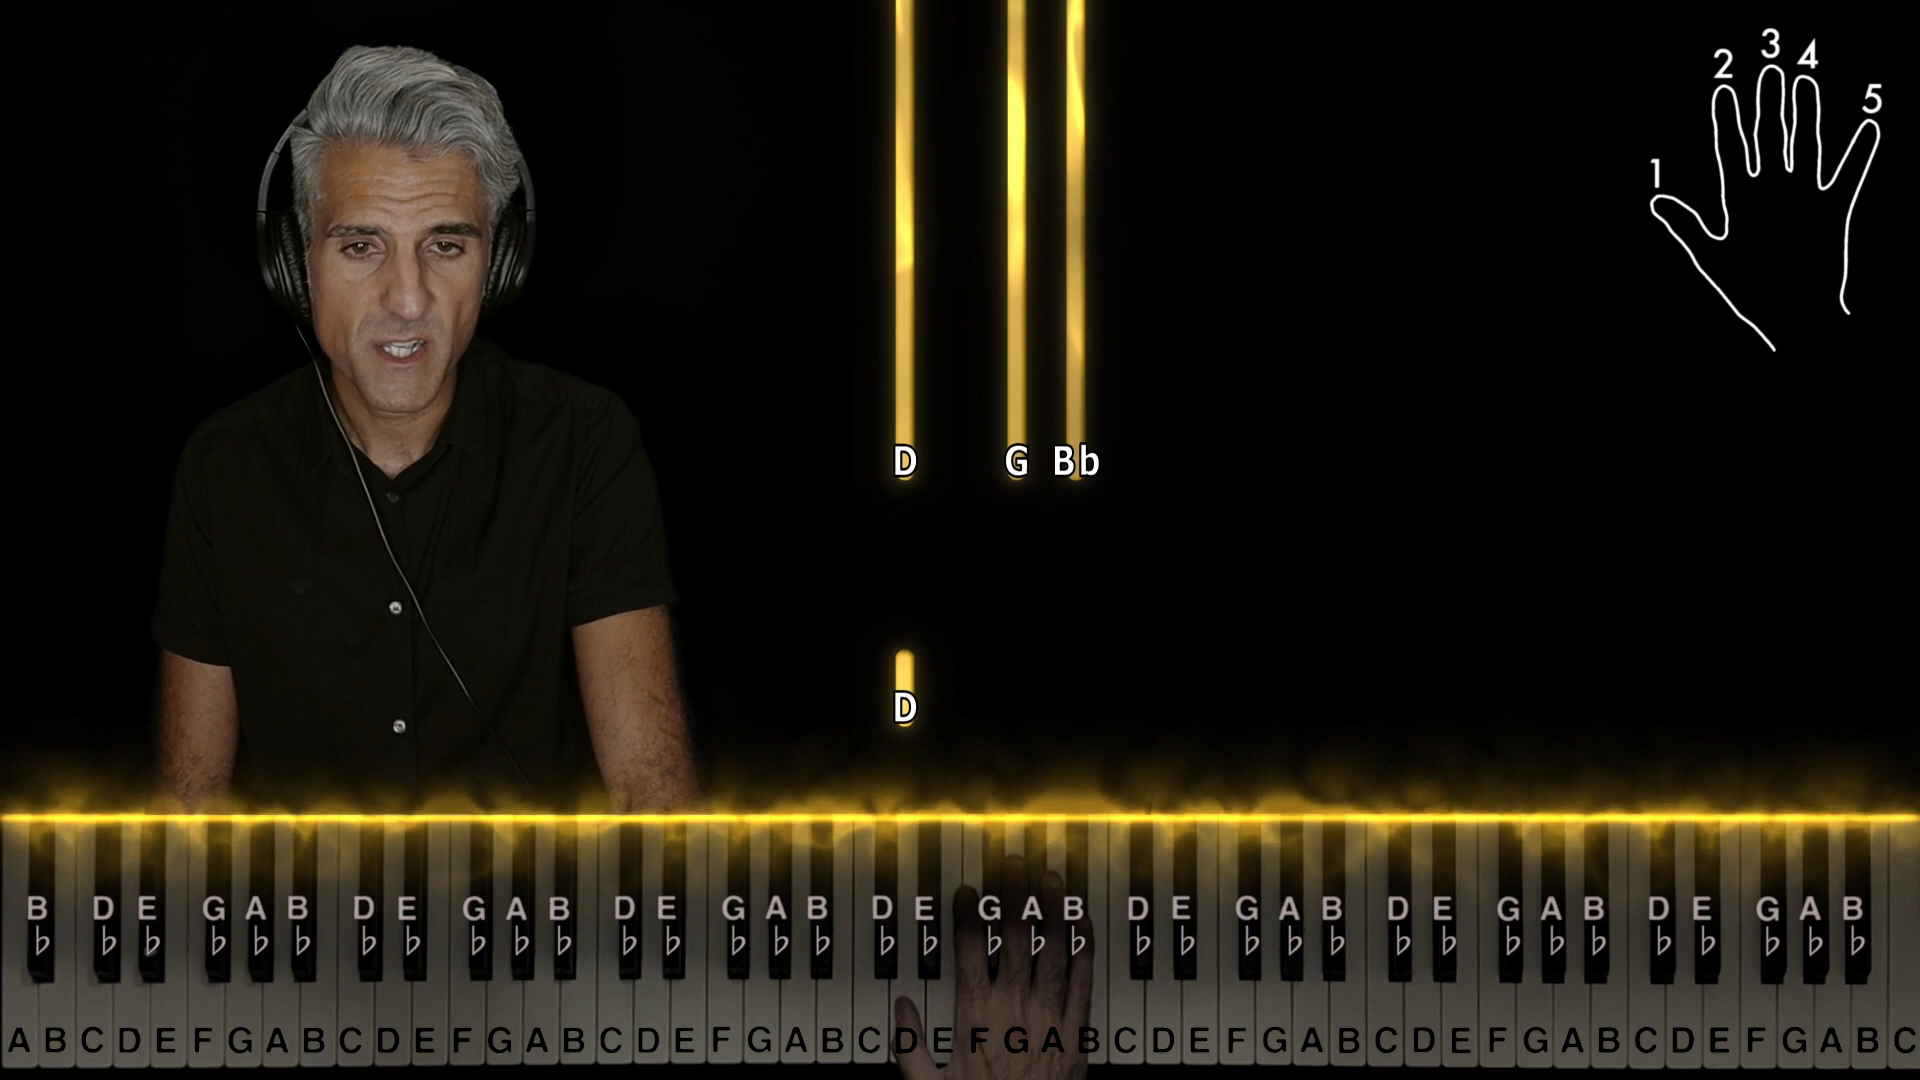 1 2 3 4 5
D G Bb
D
B D E G A B D E G A B D E G A B D E G A B D E G A B D E G A B D E G A B
♭ ♭ ♭ ♭ ♭ ♭ ♭ ♭ ♭ ♭ ♭ ♭ ♭ ♭ ♭ ♭ ♭ ♭ ♭ ♭ ♭ ♭ ♭ ♭ ♭ ♭ ♭ ♭ ♭ ♭ ♭ ♭ ♭ ♭ ♭ ♭
A B C D E F G A B C D E F G A B C D E F G A B C D E F G A B C D E F G A B C D E F G A B C D E F G A B C